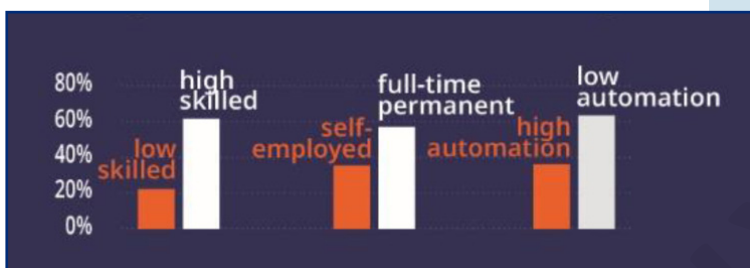 80%
60%
40%
20%
0%
low
skilled
high
skilled
self-
employed
full-time
permanent
high
automation
low
automation